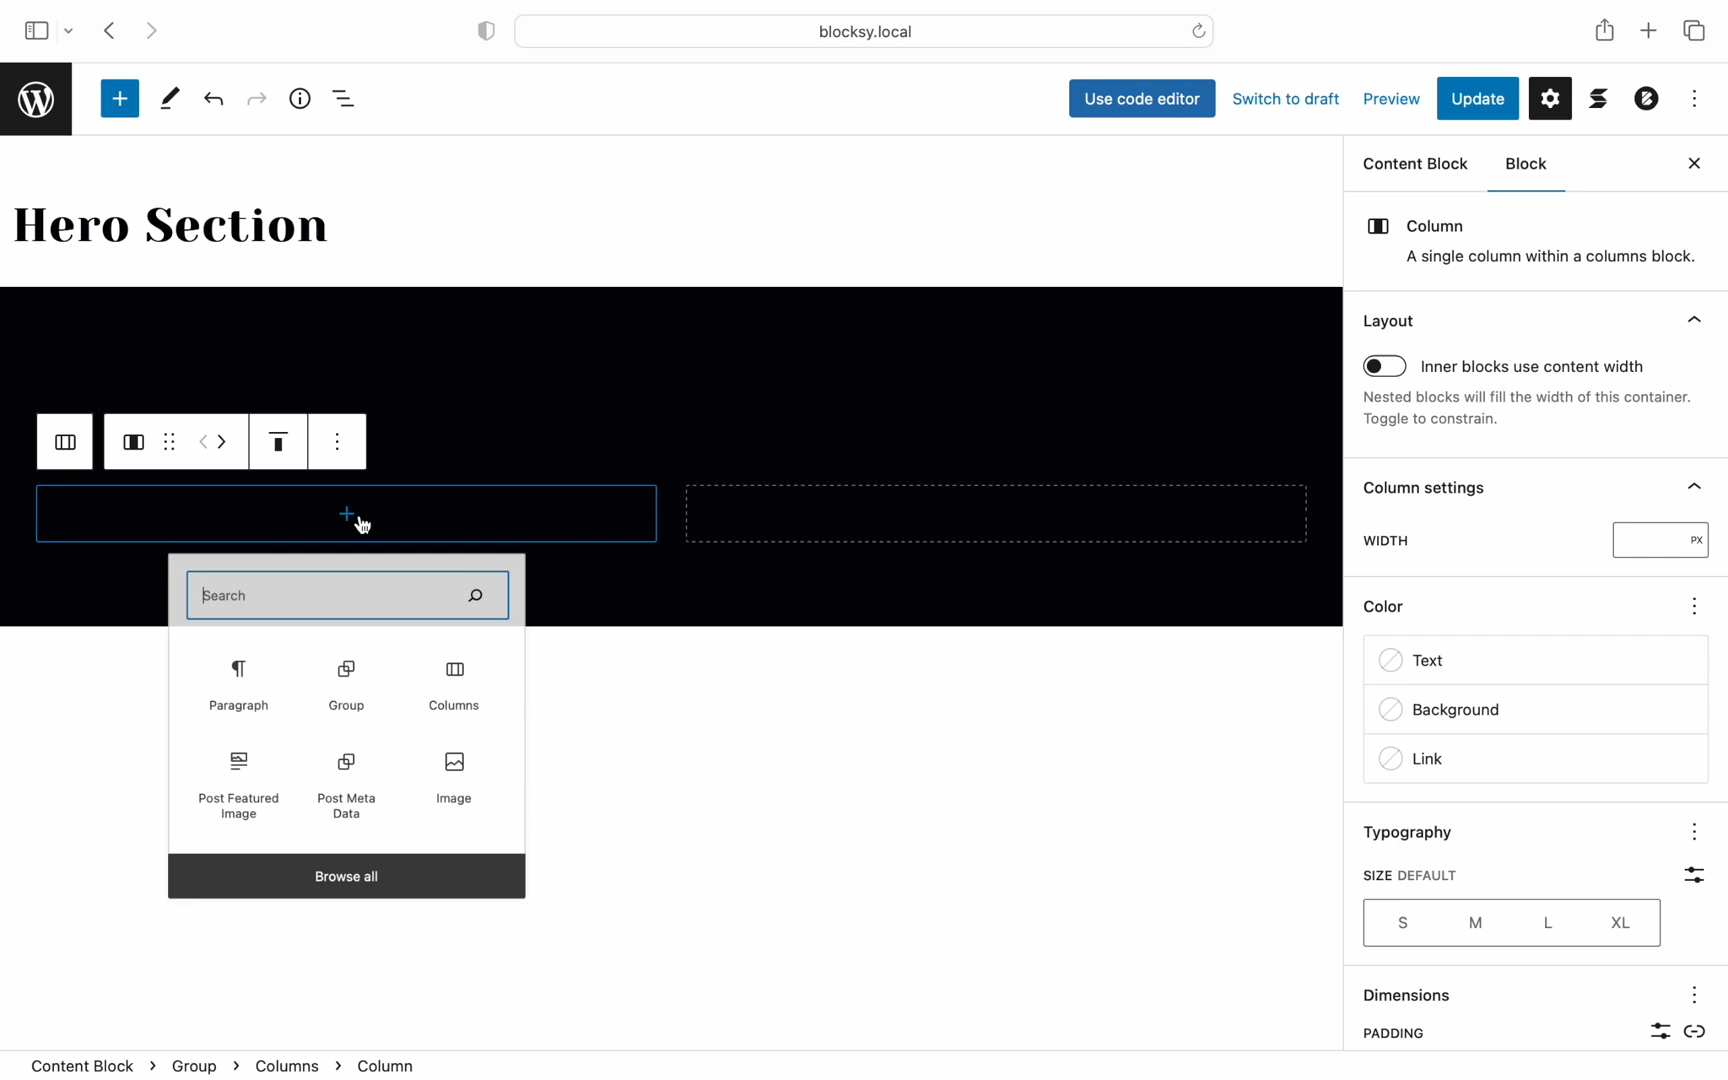 blocksy.local
Use code editor
Switch to draft
Preview
Update
Content Block
Block
Hero Section
Column
A single column within a columns block.
Layout
Inner blocks use content width
Nested blocks will fill the width of this container.
Toggle to constrain.
Column settings
WIDTH
PX
Search
Color
Text
Background
Link
Paragraph
Group
Columns
Post Featured
Image
Post Meta
Data
Image
Browse all
Typography
SIZE DEFAULT
S
M
L
XL
Dimensions
PADDING
Content Block > Group > Columns > Column